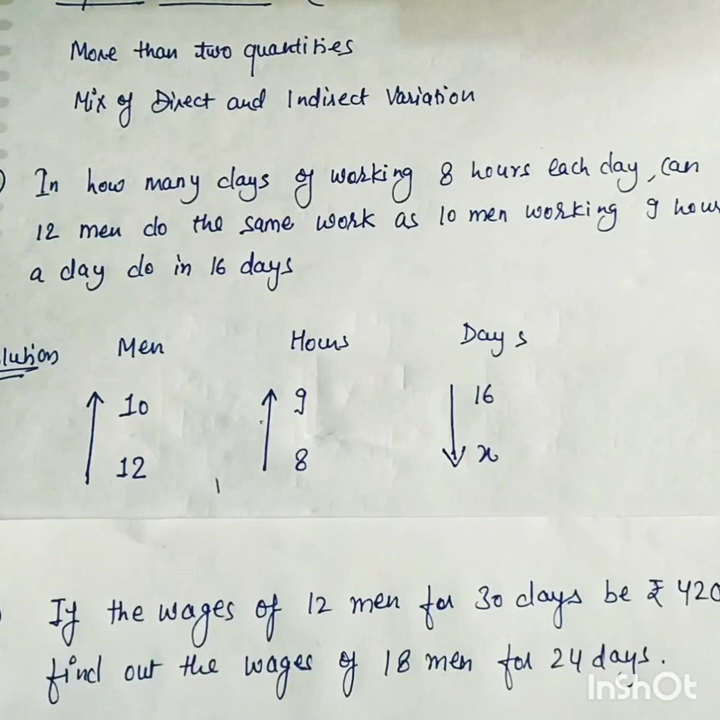 More than two quantities
Mix of Direct and Indirect Variation
In how many days of working 8 hours each day, can
12 men do the same work as 10 men working 9
a day do in 16 days
Men Hours Days
10 9 16
12 8 x
If the wages of 12 men for 30 days be ₹ 420
find out the wages of 18 men for 24 days.
InShOt